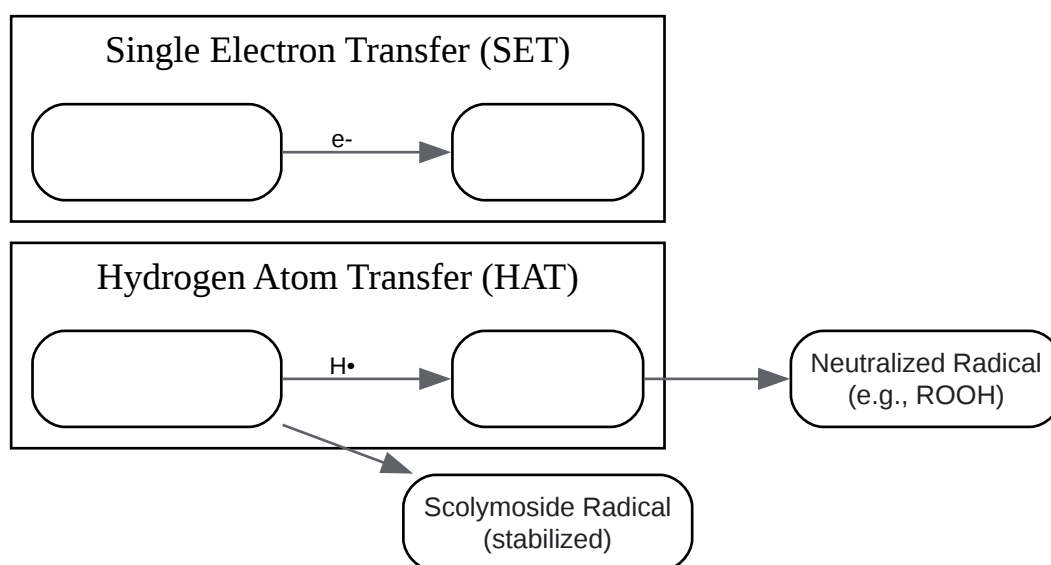 Single Electron Transfer (SET)
e-
Hydrogen Atom Transfer (HAT)
H•
Neutralized Radical
(e.g., ROOH)
Scolymoside Radical
(stabilized)